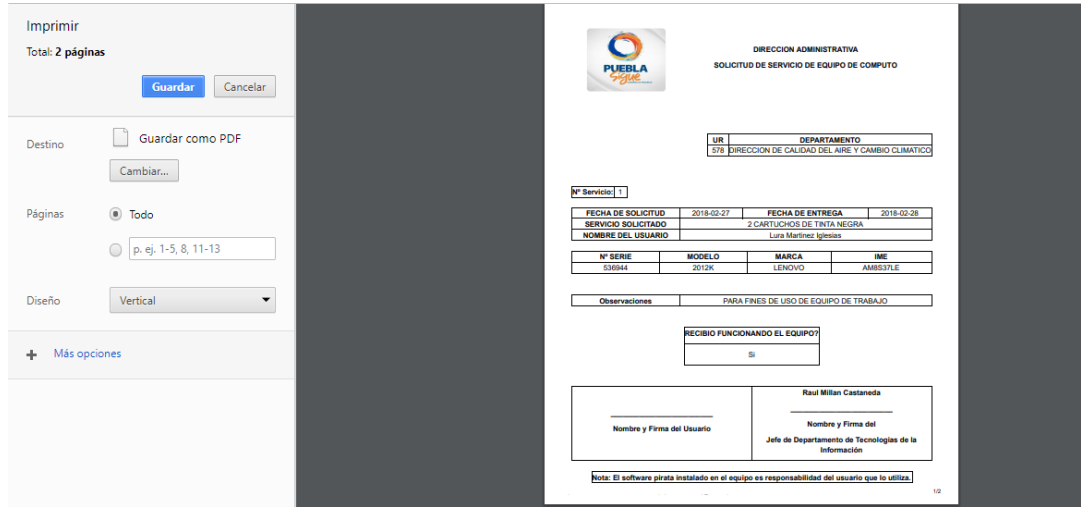 Imprimir
Total: 2 páginas
Guardar Cancelar
Destino Guardar como PDF
Cambiar...
Páginas Todo
p. ej. 1-5, 8, 11-13
Diseño Vertical
Más opciones
PUEBLA
Sigue
DIRECCION ADMINISTRATIVA
SOLICITUD DE SERVICIO DE EQUIPO DE COMPUTO
UR DEPARTAMENTO
578 DIRECCION DE CALIDAD DEL AIRE Y CAMBIO CLIMATICO
Nº Servicio: 1
FECHA DE SOLICITUD 2018-02-27 FECHA DE ENTREGA 2018-02-28
SERVICIO SOLICITADO 2 CARTUCHOS DE TINTA NEGRA
NOMBRE DEL USUARIO Lura Martinez Iglesias
Nº SERIE MODELO MARCA IME
536944 2012K LENOVO AM8S37LE
Observaciones PARA FINES DE USO DE EQUIPO DE TRABAJO
RECIBIO FUNCIONANDO EL EQUIPO?
Si
Raul Millan Castaneda
Nombre y Firma del Usuario
Nombre y Firma del
Jefe de Departamento de Tecnologías de la
Información
Nota: El software pirata instalado en el equipo es responsabilidad del usuario que lo utiliza.
1/2